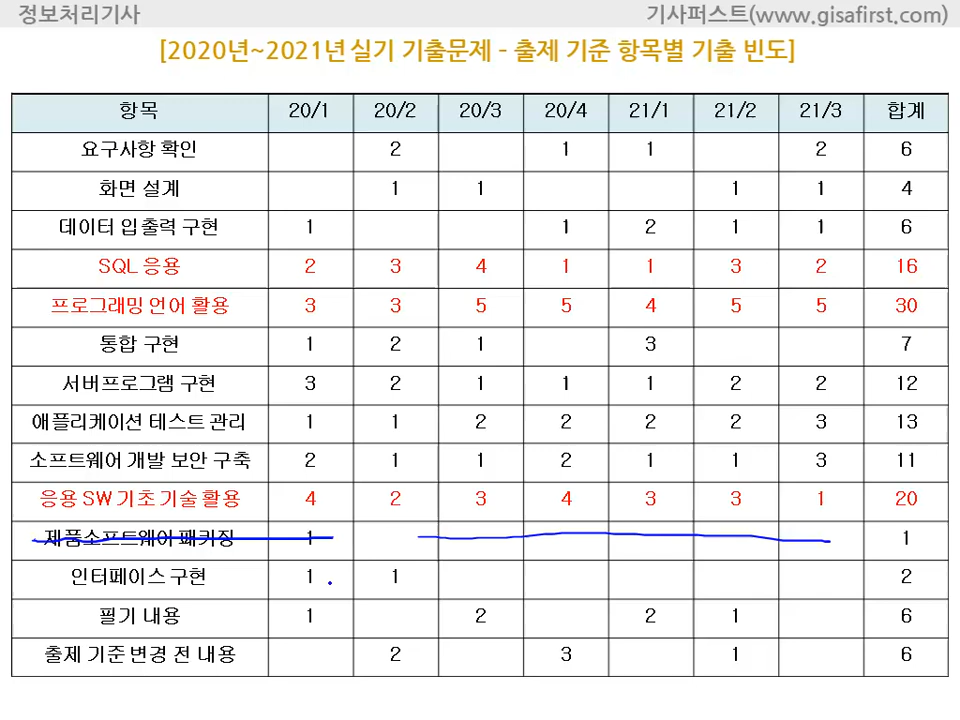 정보처리기사 기사퍼스트(www.gisafirst.com)
[2020년~2021년 실기 기출문제 - 출제 기준 항목별 기출 빈도]
항목 20/1 20/2 20/3 20/4 21/1 21/2 21/3 합계
요구사항 확인 2 1 1 2 6
화면 설계 1 1 1 1 4
데이터 입출력 구현 1 1 2 1 1 6
SQL 응용 2 3 4 1 1 3 2 16
프로그래밍 언어 활용 3 3 5 5 4 5 5 30
통합 구현 1 2 1 3 7
서버프로그램 구현 3 2 1 1 1 2 2 12
애플리케이션 테스트 관리 1 1 2 2 2 2 3 13
소프트웨어 개발 보안 구축 2 1 1 2 1 1 3 11
응용 SW 기초 기술 활용 4 2 3 4 3 3 1 20
제품소프트웨어 패키징 1 1
인터페이스 구현 1 1 2
필기 내용 1 2 2 1 6
출제 기준 변경 전 내용 2 3 1 6